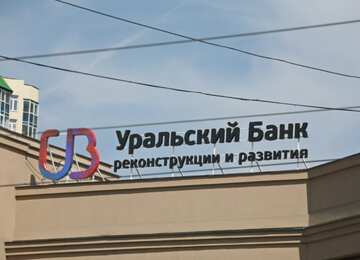 Уральский Банк
реконструкции и развития